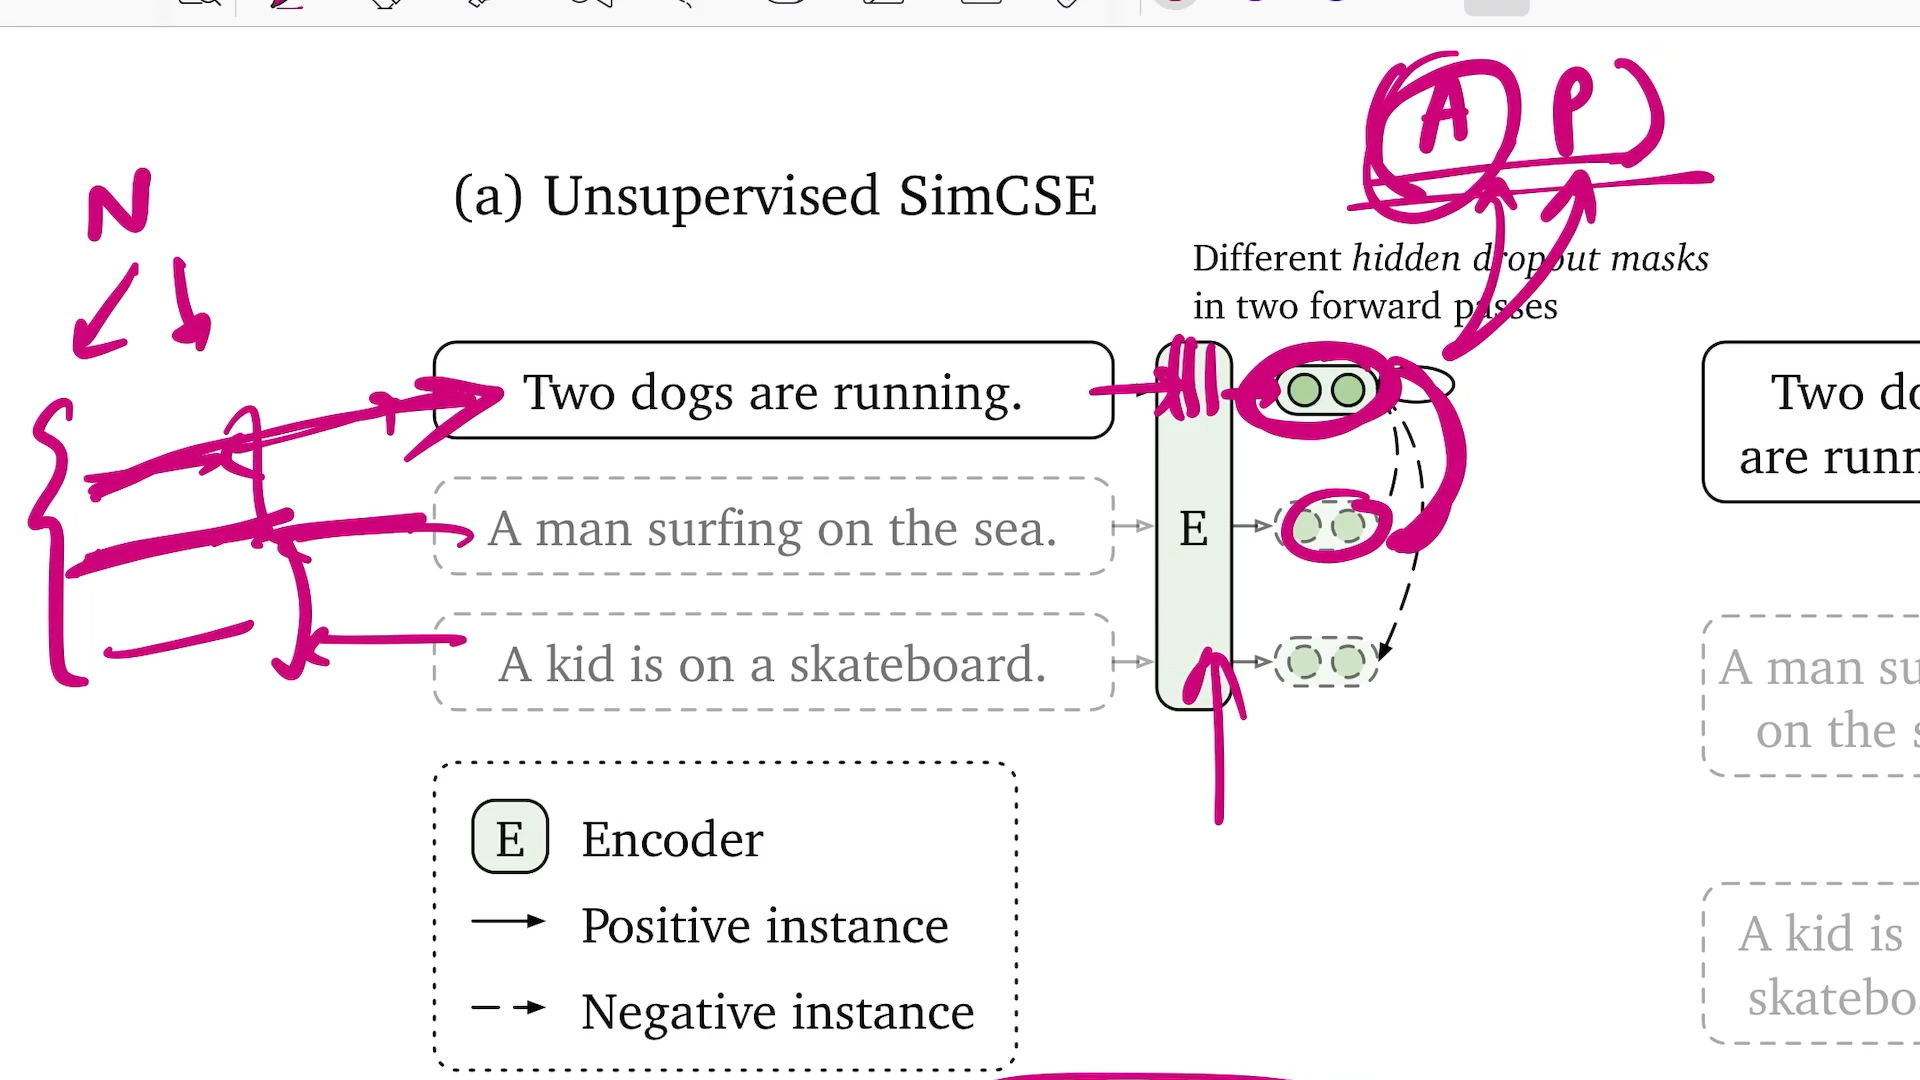 A P
N
(a) Unsupervised SimCSE
Different hidden dropout masks
in two forward passes
Two dogs are running.
A man surfing on the sea.
A kid is on a skateboard.
E
E Encoder
Positive instance
Negative instance
Two do
are runn
A man su
on the s
A kid is
skatebo